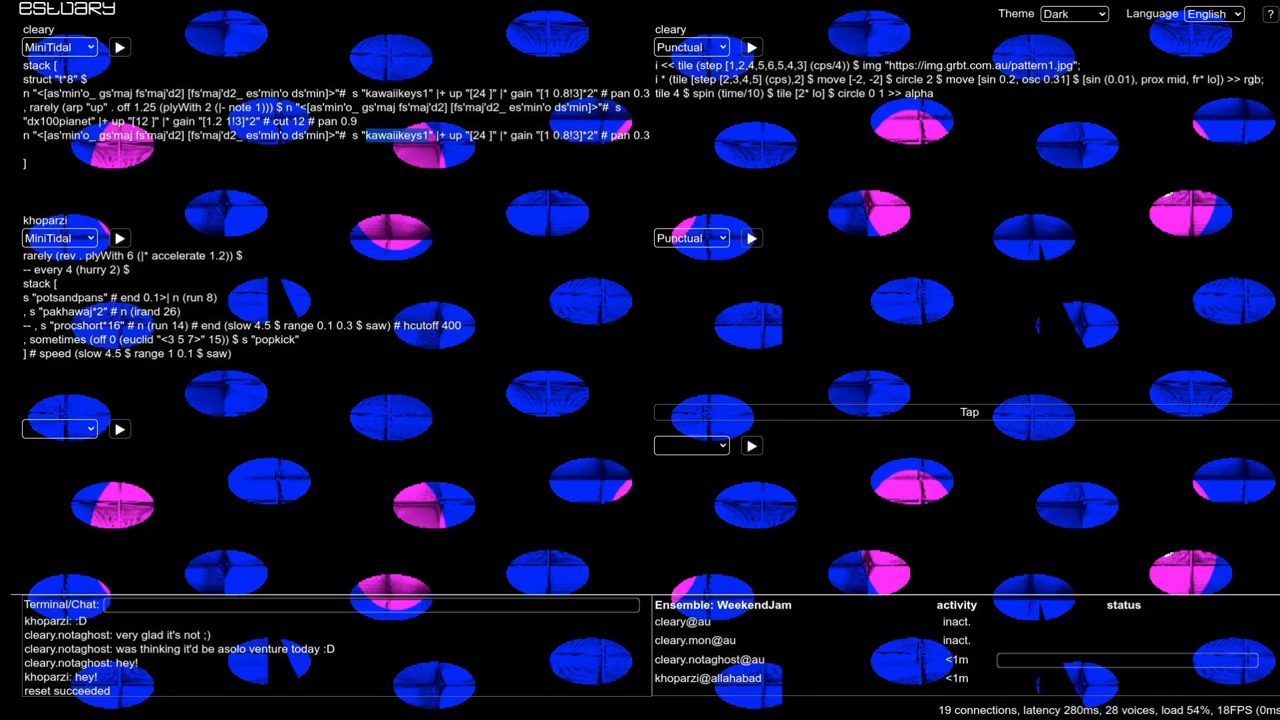 estuary
Theme Dark Language English ?
cleary
MiniTidal
stack [
struct "t*8" $
n "<[as'min'o_ gs'maj fs'maj'd2] [fs'maj'd2_ es'min'o ds'min]>"# s "kawaiikeys1" |+ up "[24 ]" |* gain "[1 0.8!3]*2" # pan 0.3
, rarely (arp "up" . off 1.25 (plyWith 2 (|- note 1))) $ n "<[as'min'o_ gs'maj fs'maj'd2] [fs'maj'd2_ es'min'o ds'min]>"# s
"dx100pianet" |+ up "[12 ]" |* gain "[1.2 1!3]*2" # cut 12 # pan 0.9
n "<[as'min'o_ gs'maj fs'maj'd2] [fs'maj'd2_ es'min'o ds'min]>"# s "kawaiikeys1" |+ up "[24 ]" |* gain "[1 0.8!3]*2" # pan 0.3
]
cleary
Punctual
i << tile (step [1,2,4,5,6,5,4,3] (cps/4)) $ img "https://img.grbt.com.au/pattern1.jpg";
i * (tile [step [2,3,4,5] (cps),2] $ move [-2, -2] $ circle 2 $ move [sin 0.2, osc 0.31] $ [sin (0.01), prox mid, fr* lo]) >> rgb;
tile 4 $ spin (time/10) $ tile [2* lo] $ circle 0 1 >> alpha
khoparzi
MiniTidal
rarely (rev . plyWith 6 (|* accelerate 1.2)) $
-- every 4 (hurry 2) $
stack [
s "potsandpans" # end 0.1>| n (run 8)
, s "pakhawaj*2" # n (irand 26)
-- , s "procshort*16" # n (run 14) # end (slow 4.5 $ range 0.1 0.3 $ saw) # hcutoff 400
, sometimes (off 0 (euclid "<3 5 7>" 15)) $ s "popkick"
] # speed (slow 4.5 $ range 1 0.1 $ saw)
Punctual
Tap
Terminal/Chat:
khoparzi: :D
cleary.notaghost: very glad it's not ;)
cleary.notaghost: was thinking it'd be asolo venture today :D
cleary.notaghost: hey!
khoparzi: hey!
reset succeeded
Ensemble: WeekendJam activity status
cleary@au inact.
cleary.mon@au inact.
cleary.notaghost@au <1m
khoparzi@allahabad <1m
19 connections, latency 280ms, 28 voices, load 54%, 18FPS (0ms